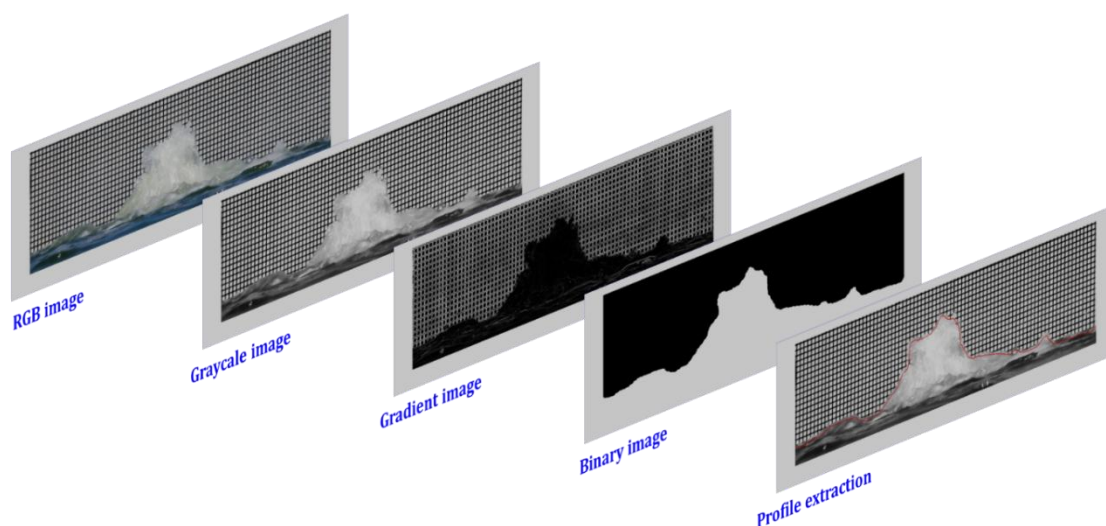 RGB image
Graycale image
Gradient image
Binary image
Profile extraction